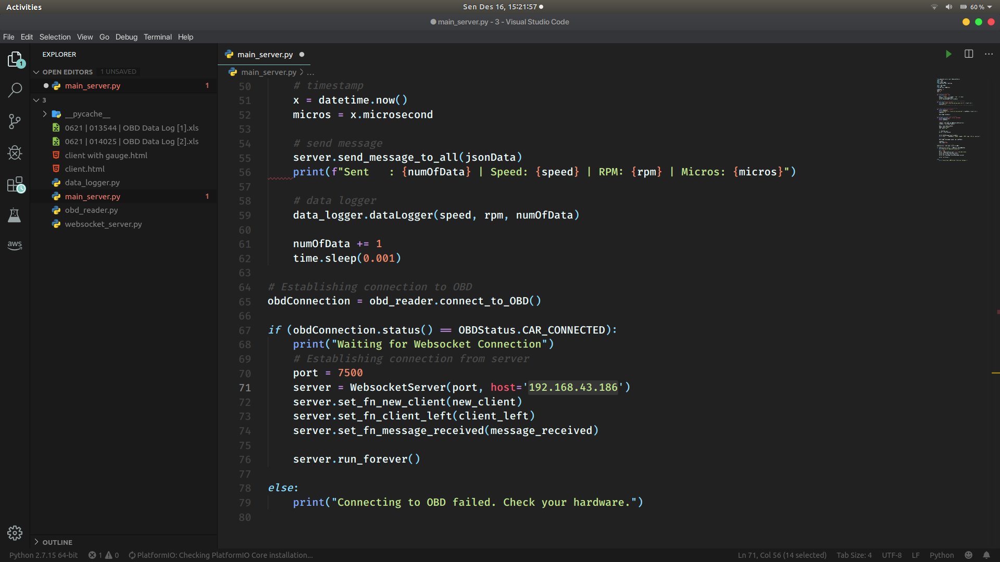 Activities
Sen Des 16, 15:21:57
60 %
main_server.py - 3 - Visual Studio Code
File Edit Selection View Go Debug Terminal Help
EXPLORER
OPEN EDITORS 1 UNSAVED
main_server.py 1
3
__pycache__
0621 | 013544 | OBD Data Log [1].xls
0621 | 014025 | OBD Data Log [2].xls
client with gauge.html
client.html
data_logger.py
main_server.py 1
obd_reader.py
websocket_server.py
1
aws
OUTLINE
main_server.py
main_server.py > ...
50 # timestamp
51 x = datetime.now()
52 micros = x.microsecond
53
54 # send message
55 server.send_message_to_all(jsonData)
56 print(f"Sent   : {numOfData} | Speed: {speed} | RPM: {rpm} | Micros: {micros}")
57
58 # data logger
59 data_logger.dataLogger(speed, rpm, numOfData)
60
61 numOfData += 1
62 time.sleep(0.001)
63
64 # Establishing connection to OBD
65 obdConnection = obd_reader.connect_to_OBD()
66
67 if (obdConnection.status() == OBDStatus.CAR_CONNECTED):
68 print("Waiting for Websocket Connection")
69 # Establishing connection from server
70 port = 7500
71 server = WebsocketServer(port, host='192.168.43.186')
72 server.set_fn_new_client(new_client)
73 server.set_fn_client_left(client_left)
74 server.set_fn_message_received(message_received)
75
76 server.run_forever()
77
78 else:
79 print("Connecting to OBD failed. Check your hardware.")
80
Python 2.7.15 64-bit 1 0 PlatformIO: Checking PlatformIO Core installation... Ln 71, Col 56 (14 selected) Tab Size: 4 UTF-8 LF Python